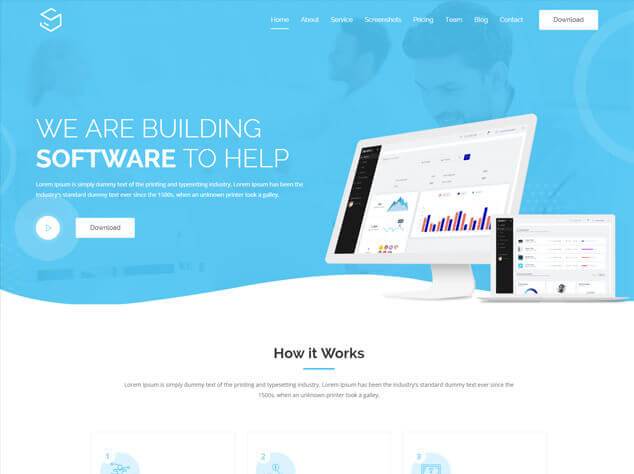 Home About Service Screenshots Pricing Team Blog Contact Download
WE ARE BUILDING
SOFTWARE TO HELP
Lorem Ipsum is simply dummy text of the printing and typesetting industry, Lorem Ipsum has been the
Industry's standard dummy text ever since the 1500s, when an unknown printer took a galley.
Download
How it Works
Lorem Ipsum is simply dummy text of the printing and typesetting industry. Lorem Ipsum has been the industry's standard dummy text ever since the
1500s, when an unknown printer took a galley.
1 2 3